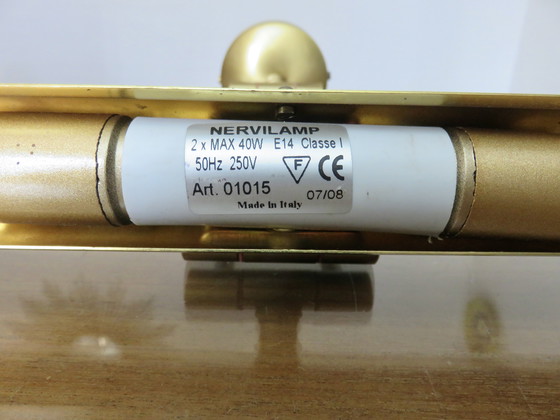 NERVILAMP
2 x MAX 40W E14 Classe I
50Hz 250V F CE
Art. 01015 07/08
Made in Italy